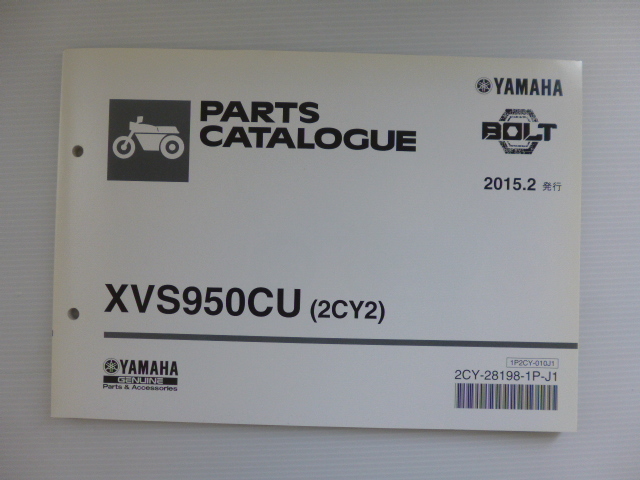 PARTS
CATALOGUE
YAMAHA
BOLT
2015.2 発行
XVS950CU (2CY2)
YAMAHA
GENUINE
Parts & Accessories
1P2CY-010J1
2CY-28198-1P-J1